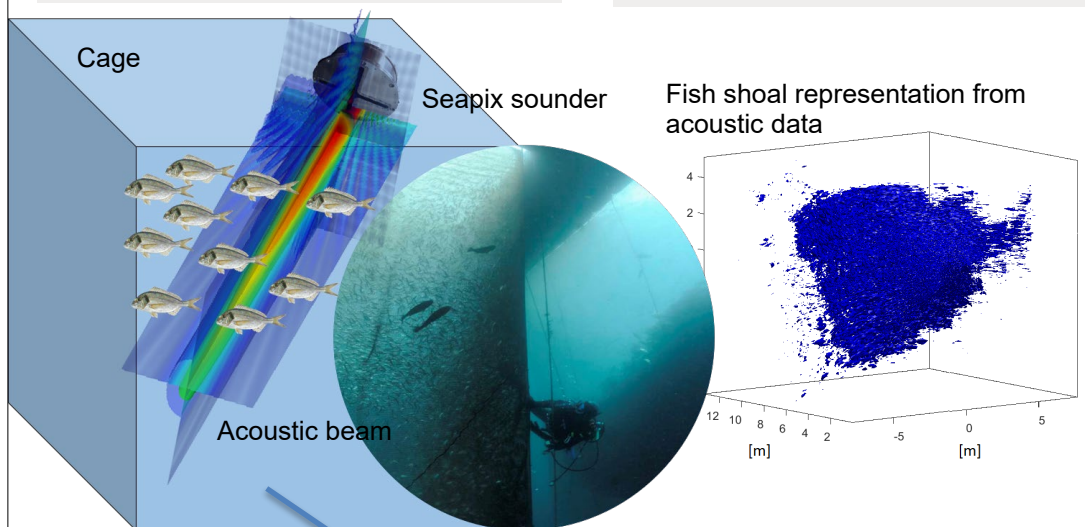 Cage
Seapix sounder
Fish shoal representation from
acoustic data
4
2
12 10 8 6 4 2
-5 0 5
[m] [m]
Acoustic beam